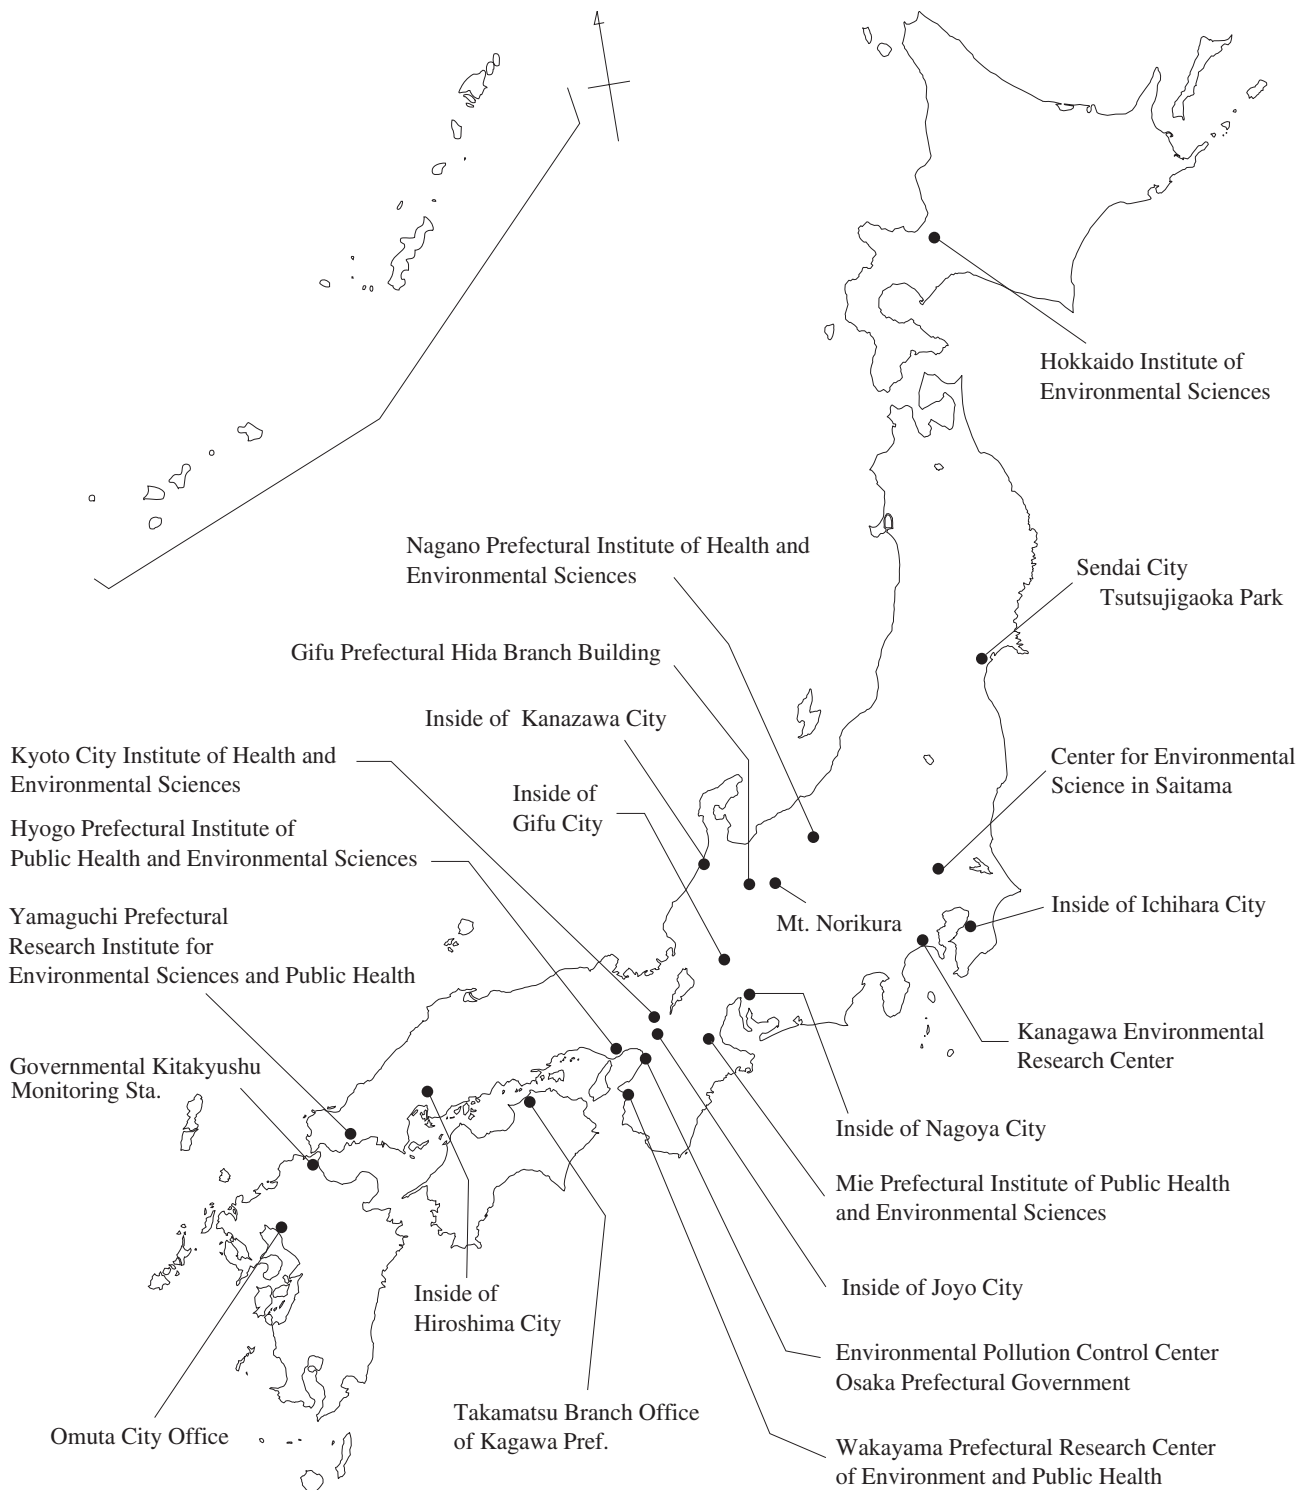 Hokkaido Institute of
Environmental Sciences
Nagano Prefectural Institute of Health and
Environmental Sciences
Sendai City
Tsutsujigaoka Park
Gifu Prefectural Hida Branch Building
Inside of Kanazawa City
Kyoto City Institute of Health and
Environmental Sciences
Center for Environmental
Science in Saitama
Inside of
Gifu City
Hyogo Prefectural Institute of
Public Health and Environmental Sciences
Yamaguchi Prefectural
Research Institute for
Environmental Sciences and Public Health
Mt. Norikura
Inside of Ichihara City
Kanagawa Environmental
Research Center
Governmental Kitakyushu
Monitoring Sta.
Inside of Nagoya City
Mie Prefectural Institute of Public Health
and Environmental Sciences
Inside of Joyo City
Inside of
Hiroshima City
Environmental Pollution Control Center
Osaka Prefectural Government
Takamatsu Branch Office
of Kagawa Pref.
Omuta City Office
Wakayama Prefectural Research Center
of Environment and Public Health